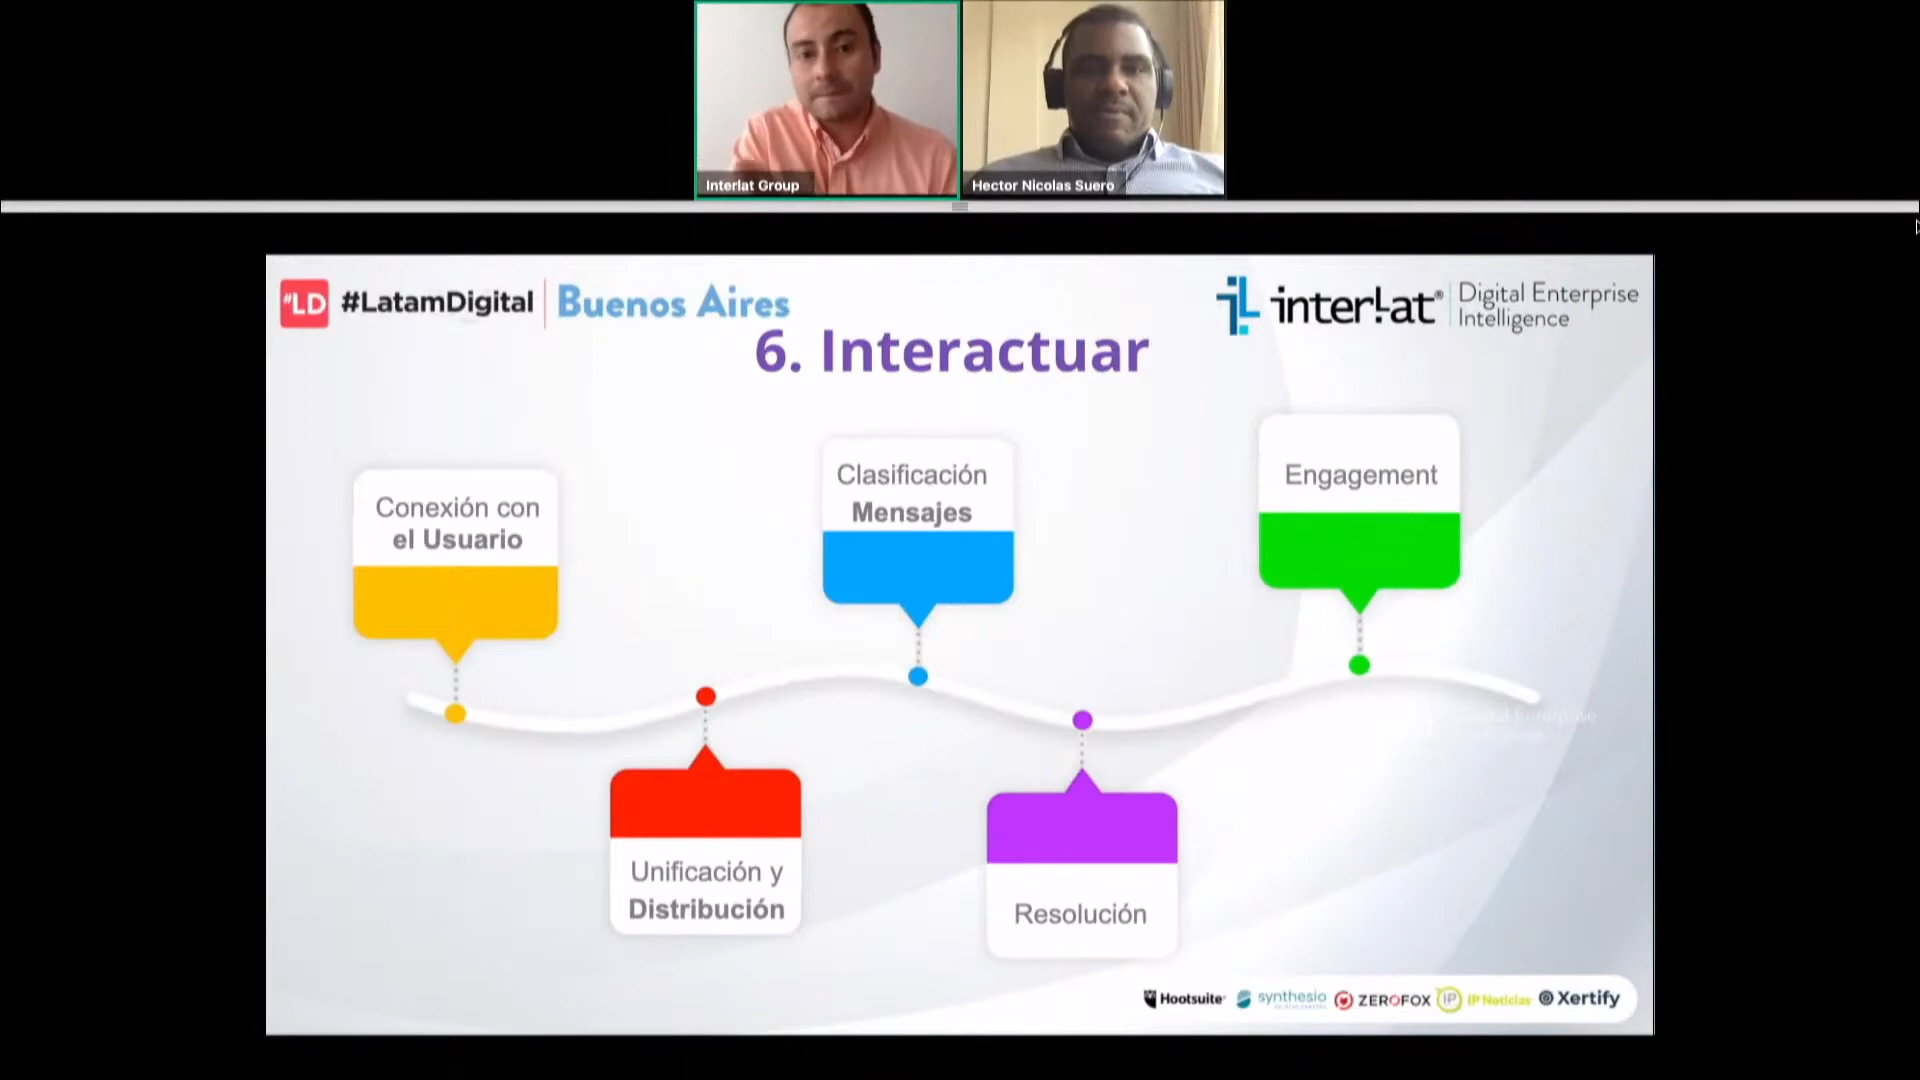 Interlat Group
Hector Nicolas Suero
"LD #LatamDigital Buenos Aires
interlat® Digital Enterprise
Intelligence
6. Interactuar
Conexión con
el Usuario
Clasificación
Mensajes
Engagement
Unificación y
Distribución
Resolución
Hootsuite synthesio ZEROFOX IP IP Noticias Xertify